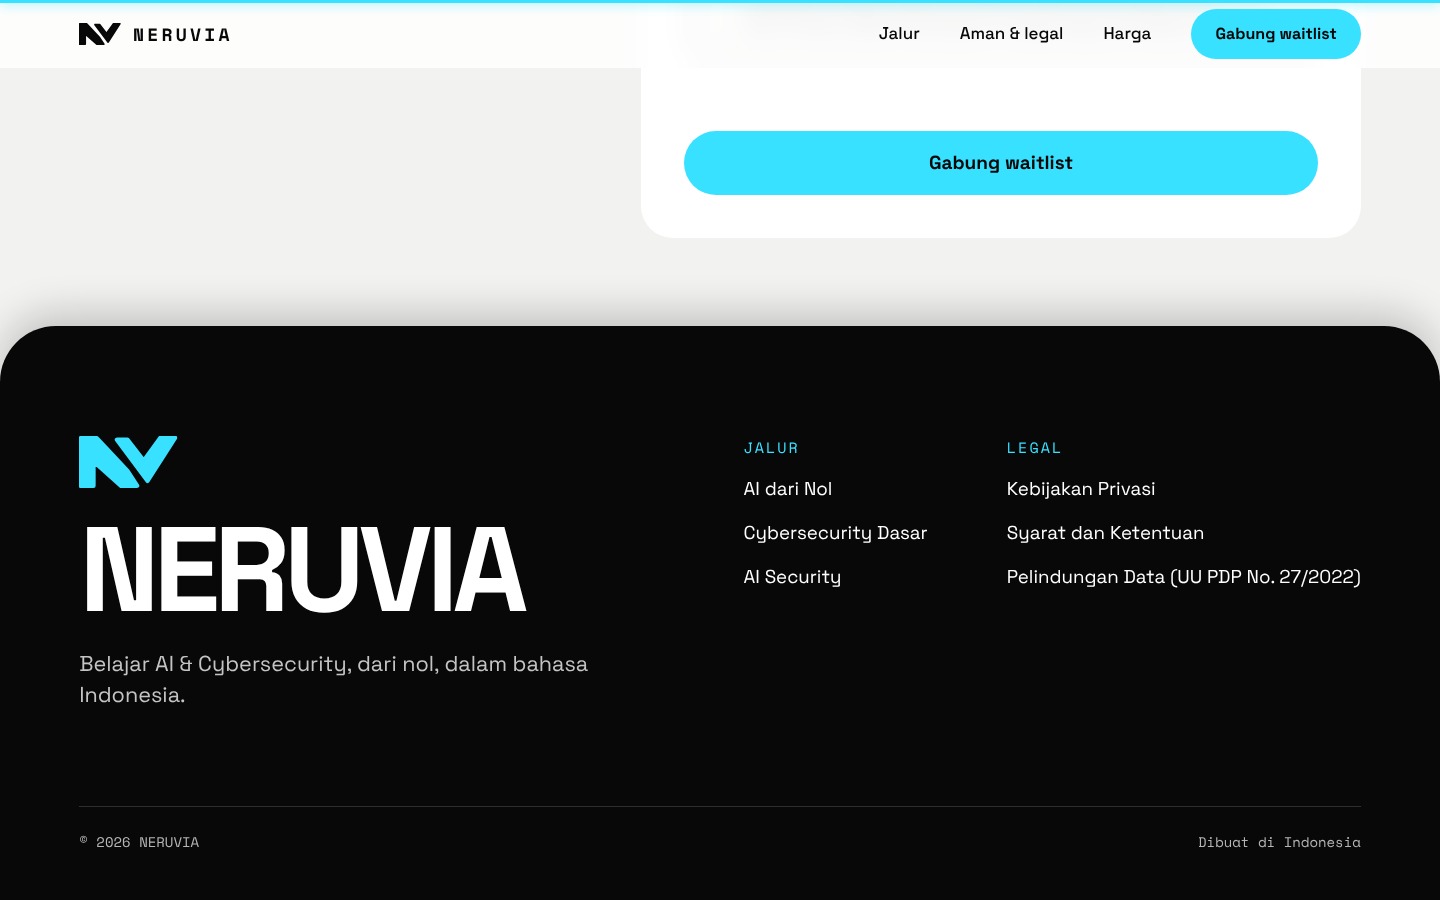 NERUVIA
Jalur
Aman & legal
Harga
Gabung waitlist
Gabung waitlist
NERUVIA
Belajar AI & Cybersecurity, dari nol, dalam bahasa
Indonesia.
JALUR
AI dari Nol
Cybersecurity Dasar
AI Security
LEGAL
Kebijakan Privasi
Syarat dan Ketentuan
Pelindungan Data (UU PDP No. 27/2022)
© 2026 NERUVIA
Dibuat di Indonesia